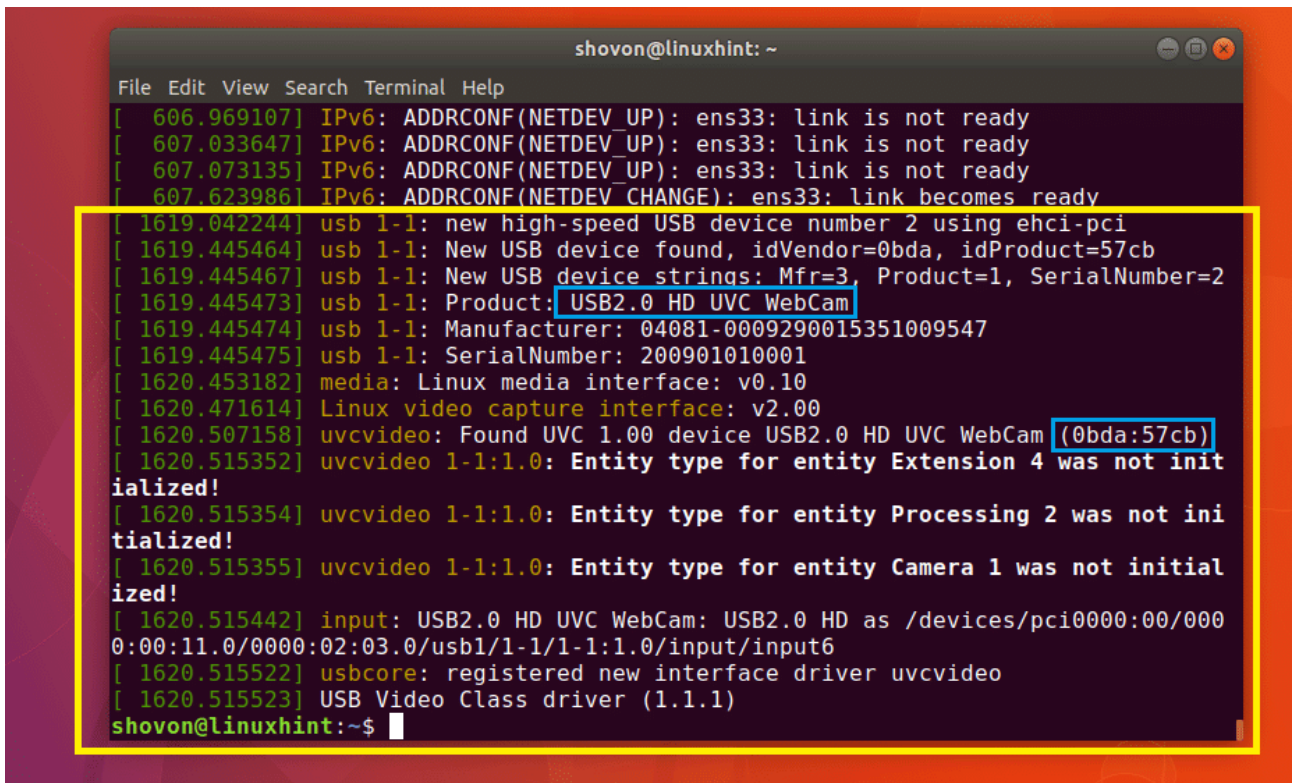 shovon@linuxhint: ~
File Edit View Search Terminal Help
[  606.969107] IPv6: ADDRCONF(NETDEV_UP): ens33: link is not ready
[  607.033647] IPv6: ADDRCONF(NETDEV_UP): ens33: link is not ready
[  607.073135] IPv6: ADDRCONF(NETDEV_UP): ens33: link is not ready
[  607.623986] IPv6: ADDRCONF(NETDEV_CHANGE): ens33: link becomes ready
[ 1619.042244] usb 1-1: new high-speed USB device number 2 using ehci-pci
[ 1619.445464] usb 1-1: New USB device found, idVendor=0bda, idProduct=57cb
[ 1619.445467] usb 1-1: New USB device strings: Mfr=3, Product=1, SerialNumber=2
[ 1619.445473] usb 1-1: Product: USB2.0 HD UVC WebCam
[ 1619.445474] usb 1-1: Manufacturer: 04081-0009290015351009547
[ 1619.445475] usb 1-1: SerialNumber: 200901010001
[ 1620.453182] media: Linux media interface: v0.10
[ 1620.471614] Linux video capture interface: v2.00
[ 1620.507158] uvcvideo: Found UVC 1.00 device USB2.0 HD UVC WebCam (0bda:57cb)
[ 1620.515352] uvcvideo 1-1:1.0: Entity type for entity Extension 4 was not init
ialized!
[ 1620.515354] uvcvideo 1-1:1.0: Entity type for entity Processing 2 was not ini
tialized!
[ 1620.515355] uvcvideo 1-1:1.0: Entity type for entity Camera 1 was not initial
ized!
[ 1620.515442] input: USB2.0 HD UVC WebCam: USB2.0 HD as /devices/pci0000:00/000
0:00:11.0/0000:02:03.0/usb1/1-1/1-1:1.0/input/input6
[ 1620.515522] usbcore: registered new interface driver uvcvideo
[ 1620.515523] USB Video Class driver (1.1.1)
shovon@linuxhint:~$